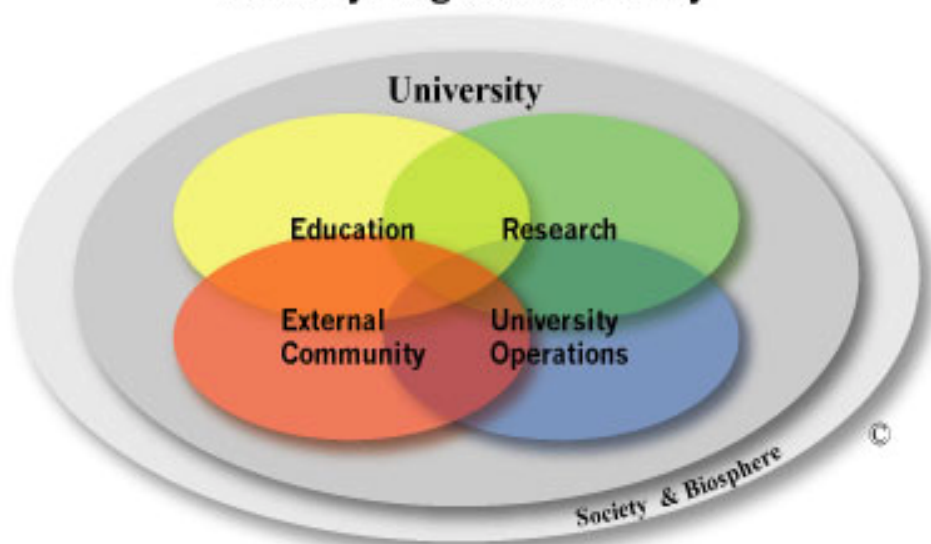 University
Education
Research
External
Community
University
Operations
©
Society & Biosphere